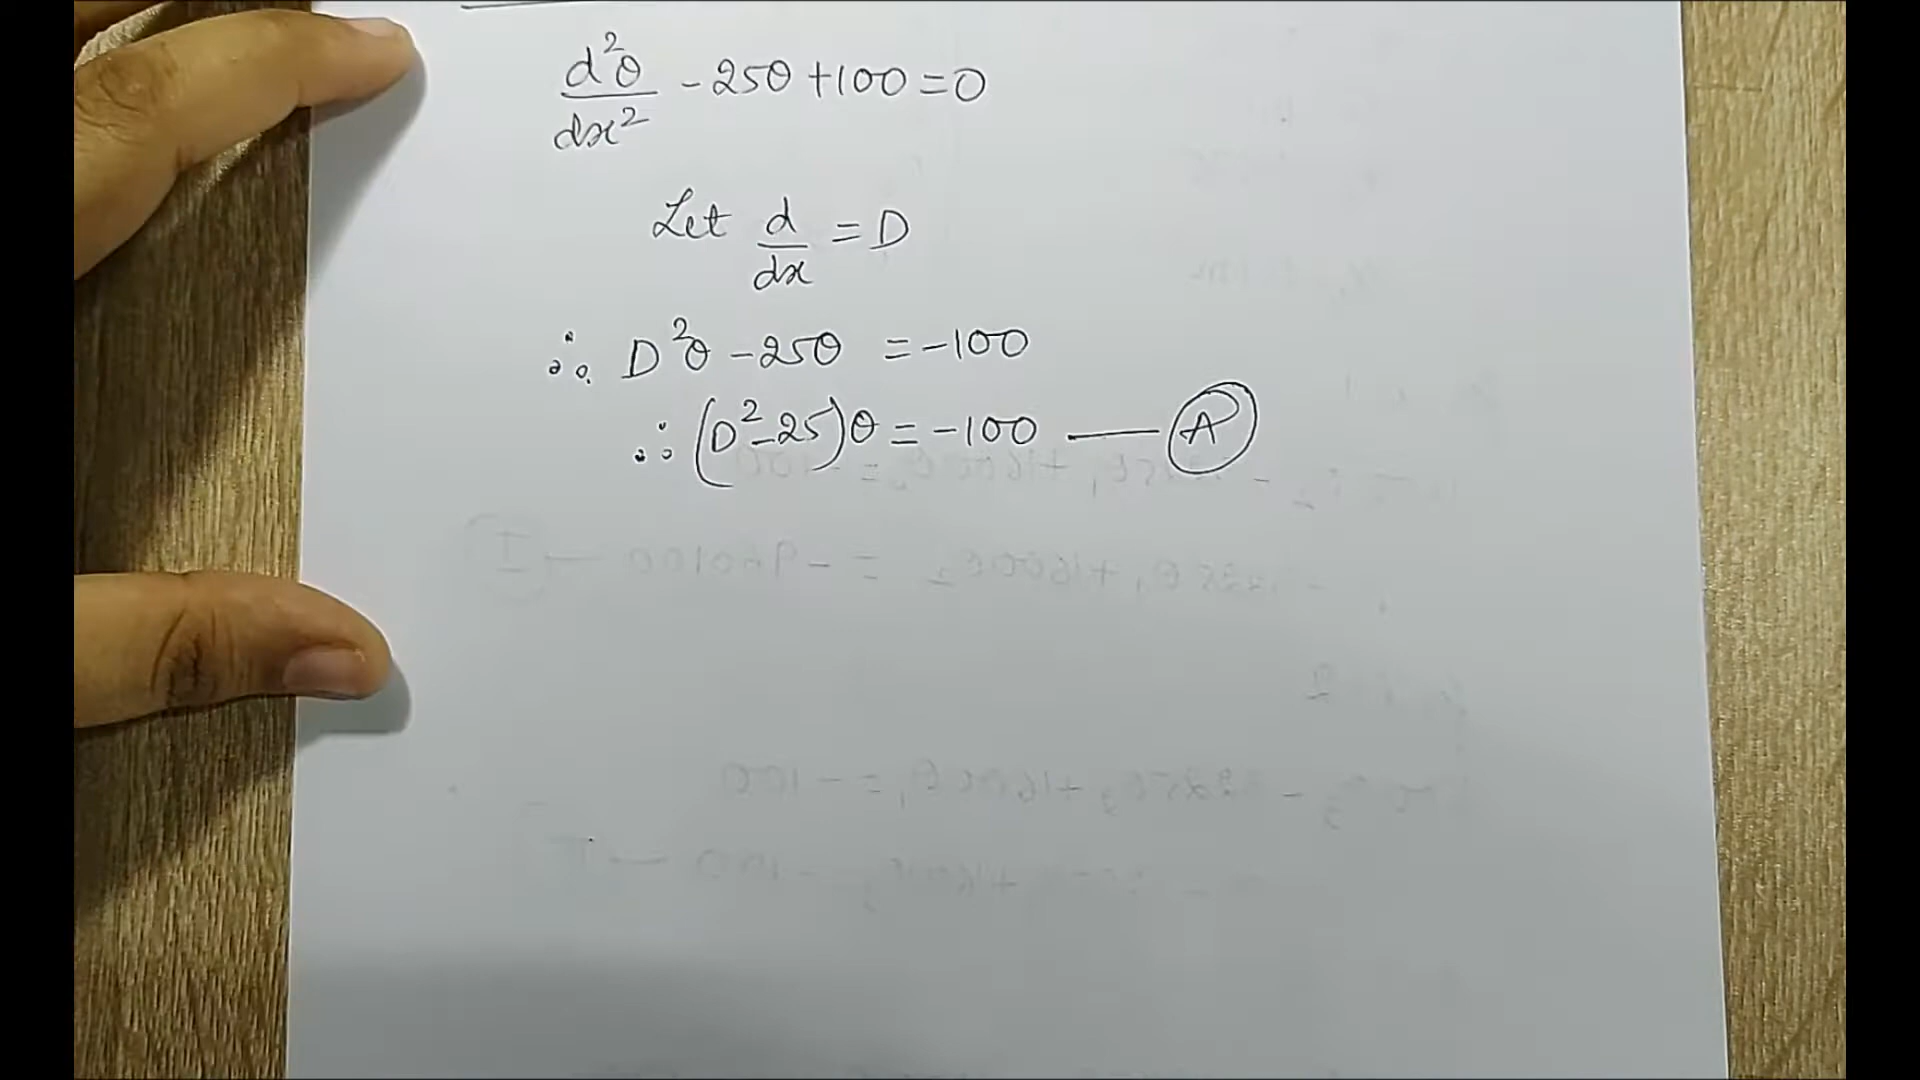 d²θ/dx² - 25θ + 100 = 0
Let d/dx = D
∴ D²θ - 25θ = -100
∴ (D² - 25)θ = -100 — A